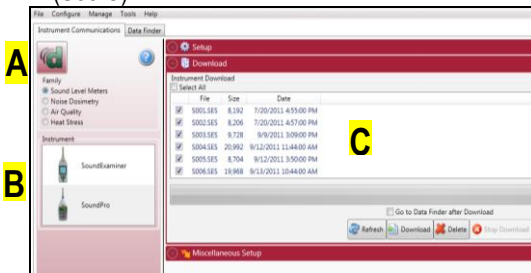 File Configure Manage Tools Help
Instrument Communications Data Finder
A
Family
Sound Level Meters
Noise Dosimetry
Air Quality
Heat Stress
Instrument
B
SoundExaminer
SoundPro
Setup
Download
Instrument Download
Select All
File Size Date
S001.SES 8,192 7/20/2011 4:55:00 PM
S002.SES 8,206 7/20/2011 4:57:00 PM
S003.SES 9,728 9/9/2011 3:09:00 PM
S004.SES 20,992 9/12/2011 11:44:00 AM
S005.SES 8,704 9/12/2011 3:50:00 PM
S006.SES 19,968 9/13/2011 10:44:00 AM
C
Go to Data Finder after Download
Refresh Download Delete Stop Download
Miscellaneous Setup